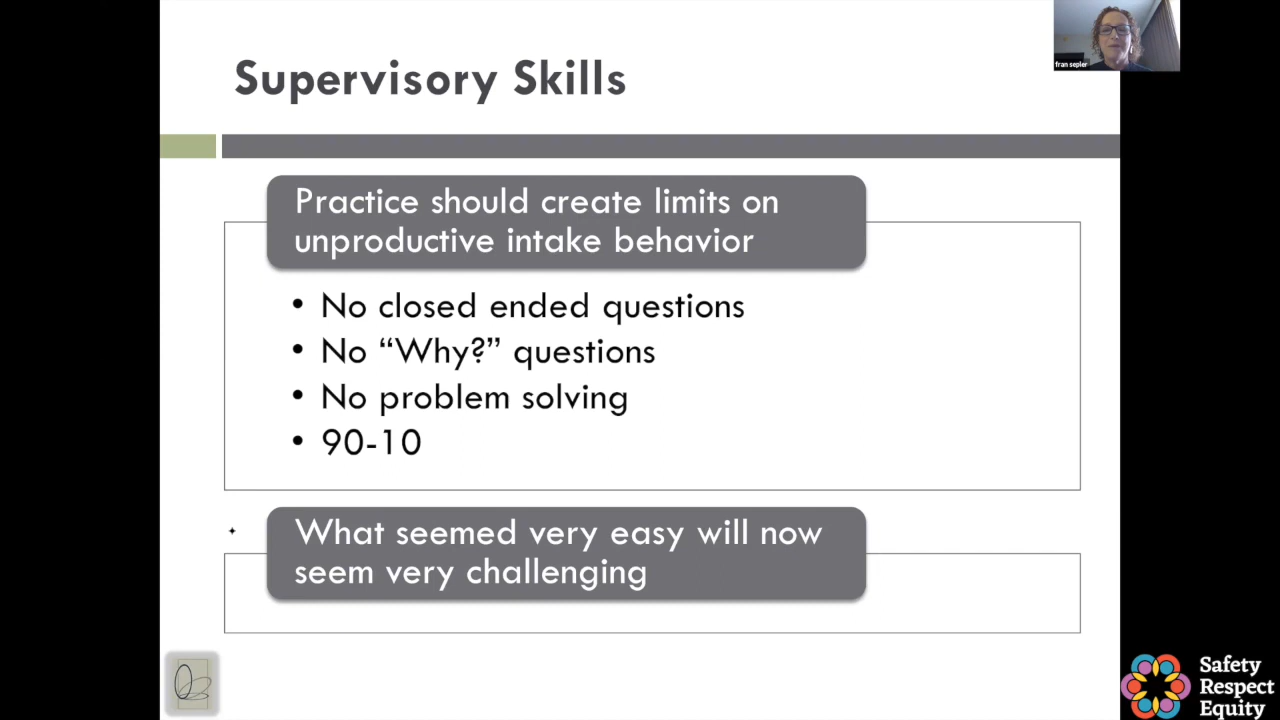 Supervisory Skills
fran sepler
Practice should create limits on
unproductive intake behavior
• No closed ended questions
• No “Why?” questions
• No problem solving
• 90-10
What seemed very easy will now
seem very challenging
Safety
Respect
Equity